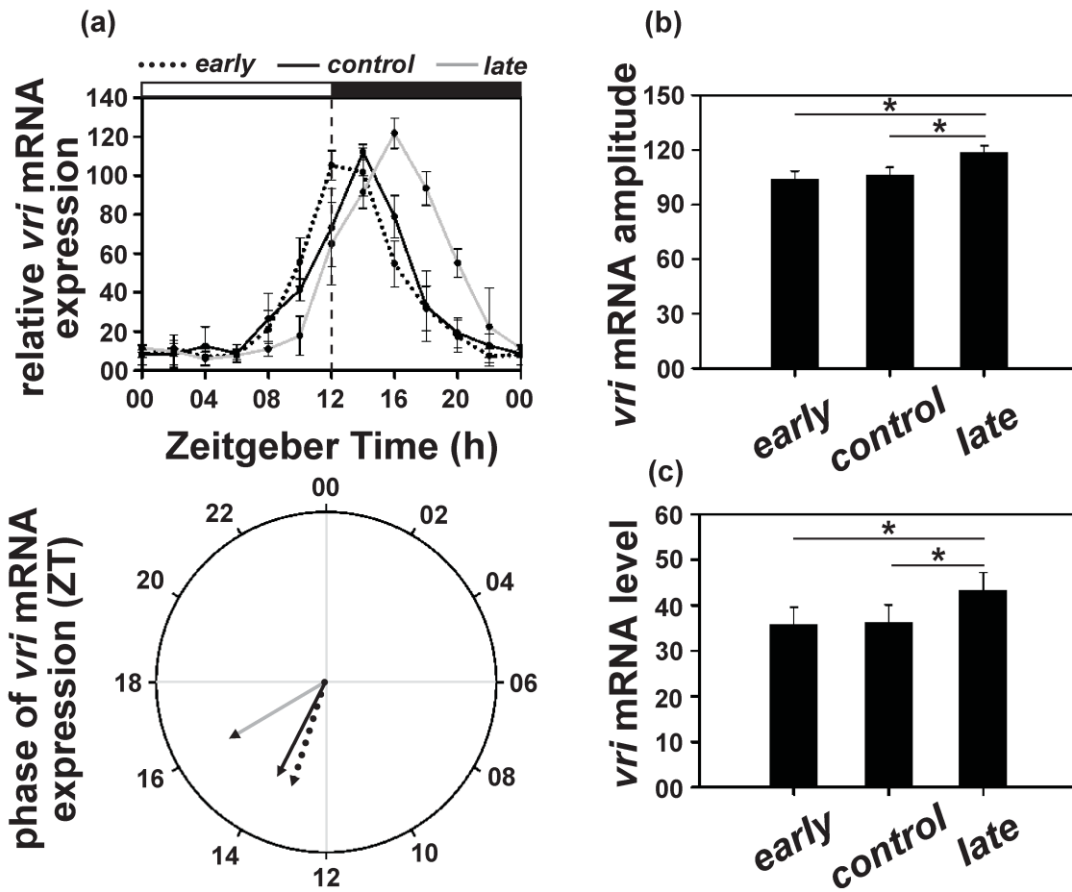 (a)
early control late
relative vri mRNA
expression
140
120
100
80
60
40
20
00
00 04 08 12 16 20 00
Zeitgeber Time (h)
phase of vri mRNA
expression (ZT)
00
22 02
20 04
18 06
16 08
14 10
12
(b)
vri mRNA amplitude
150
120
90
60
30
00
* 
*
early control late
(c)
vri mRNA level
60
50
40
30
20
10
00
*
*
early control late